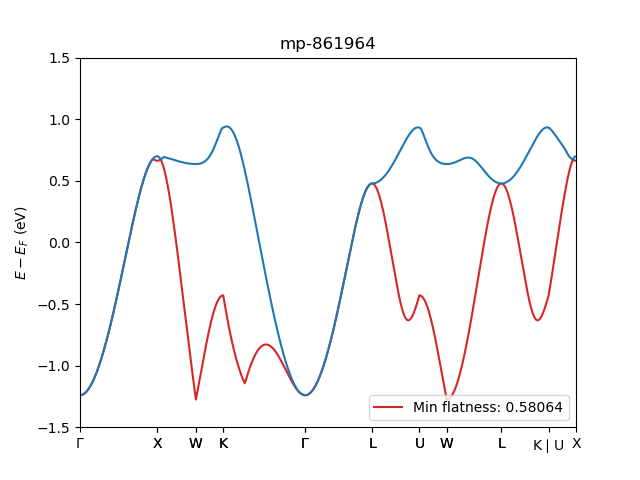 mp-861964
E − E_F (eV)
1.5
1.0
0.5
0.0
−0.5
−1.0
−1.5
Min flatness: 0.58064
Γ X W K Γ L U W L K | U X